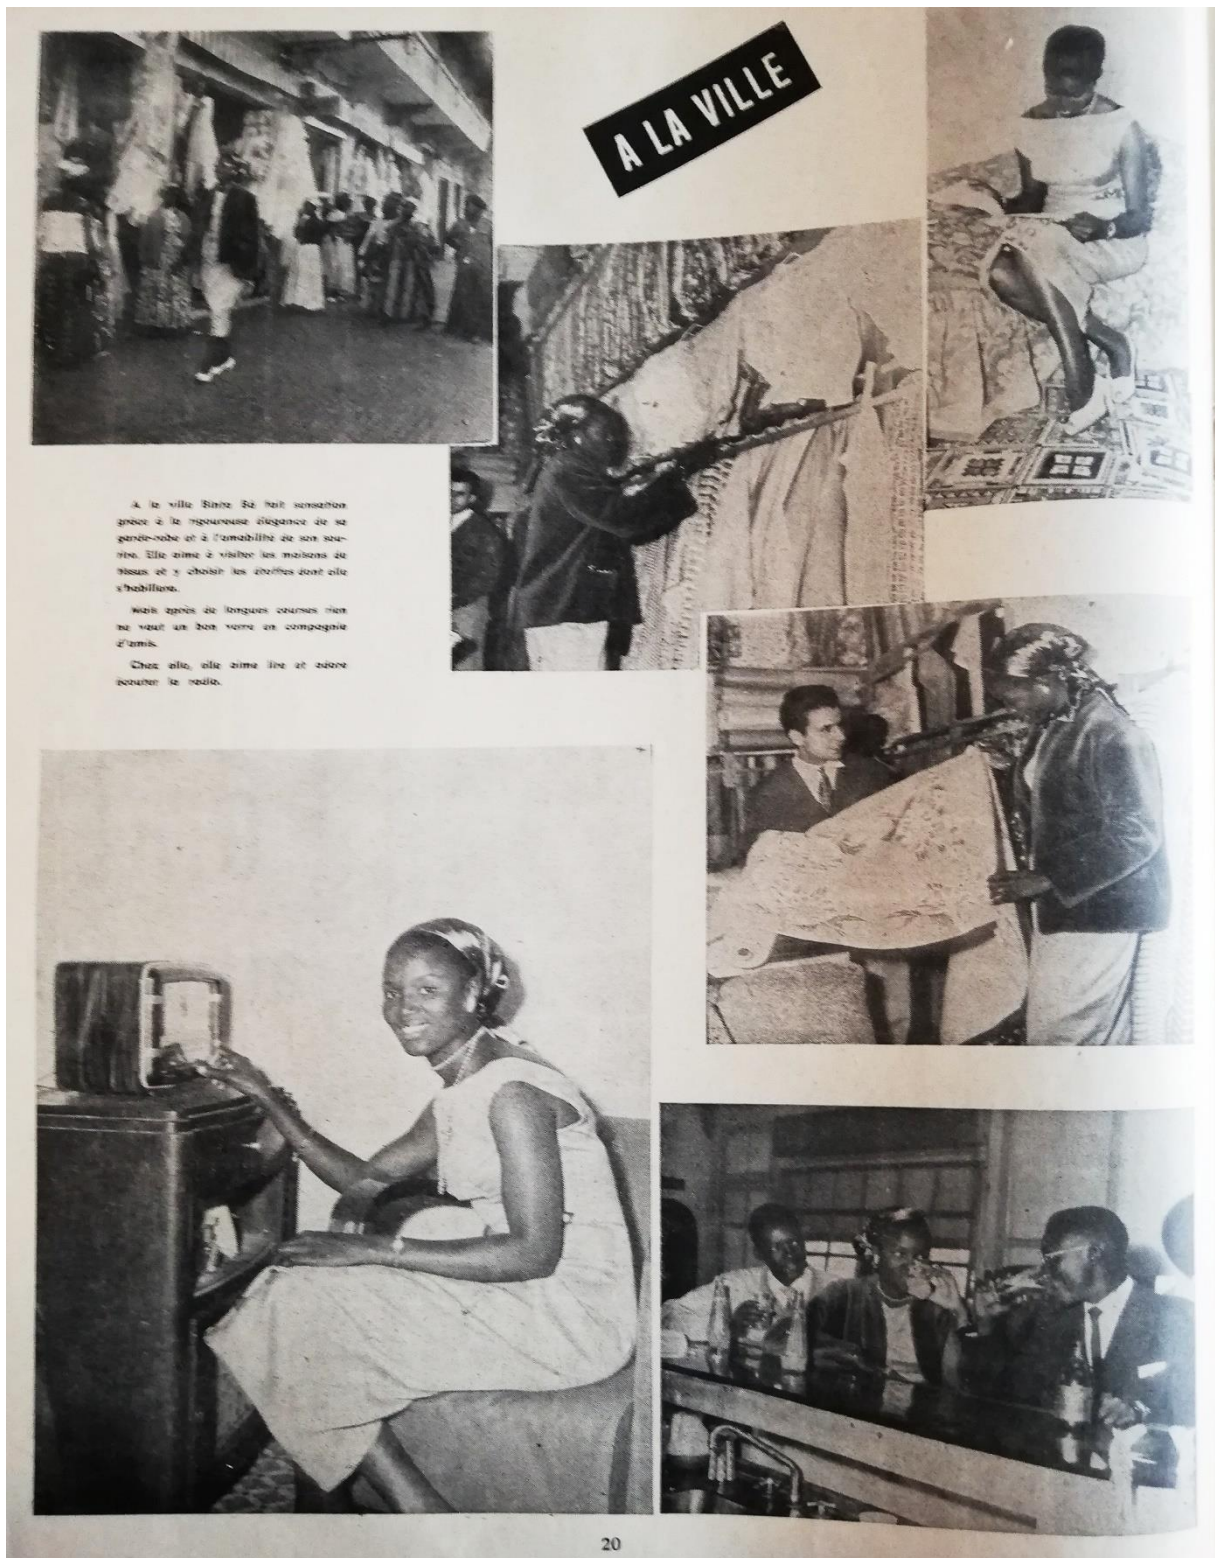 A LA VILLE
A la ville Binta Bâ fait sensation
grâce à la rigoureuse élégance de sa
garde-robe et à l'amabilité de son sou-
rire. Elle aime à visiter les maisons de
tissus et y choisir les étoffes dont elle
s'habillera.
Mais après de longues courses rien
ne vaut un bon verre en compagnie
d'amis.
Chez elle, elle aime lire et adore
écouter la radio.
20